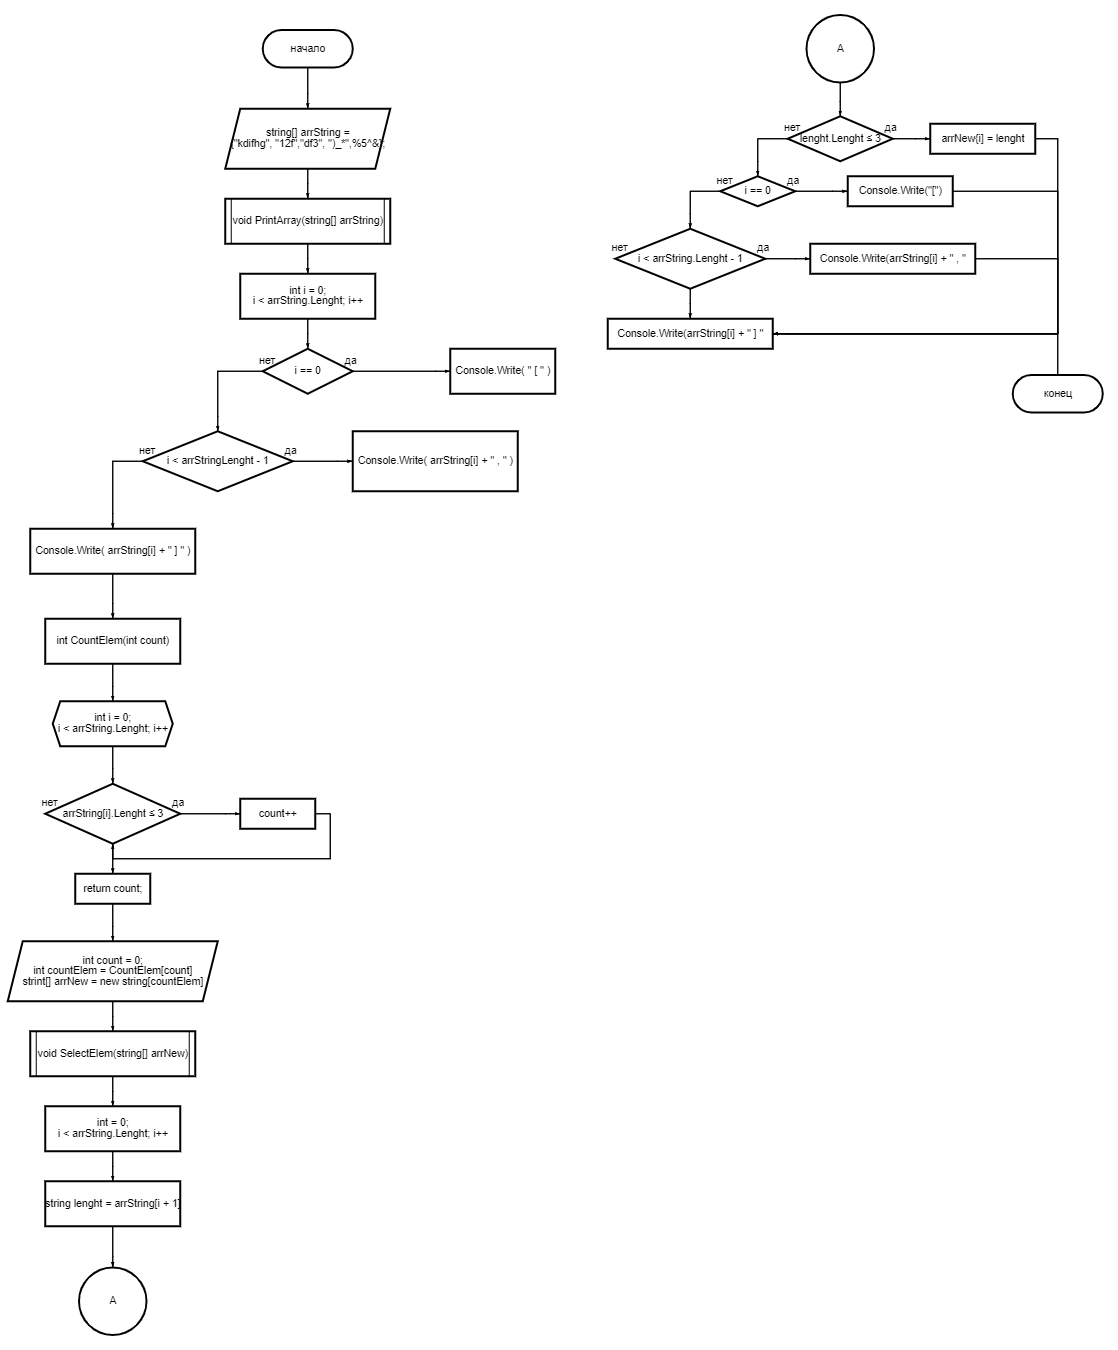 начало
string[] arrString =
{"kdifhg", "12f","df3", ")_*",%5^&};
void PrintArray(string[] arrString)
int i = 0;
i < arrString.Lenght; i++
нет
i == 0
да
Console.Write( " [ " )
нет
i < arrStringLenght - 1
да
Console.Write( arrString[i] + " , " )
Console.Write( arrString[i] + " ] " )
int CountElem(int count)
int i = 0;
i < arrString.Lenght; i++
нет
arrString[i].Lenght ≤ 3
да
count++
return count;
int count = 0;
int countElem = CountElem[count]
strint[] arrNew = new string[countElem]
void SelectElem(string[] arrNew)
int = 0;
i < arrString.Lenght; i++
string lenght = arrString[i + 1]
A
A
нет
lenght.Lenght ≤ 3
да
arrNew{i] = lenght
нет
i == 0
да
Console.Write("[")
нет
i < arrString.Lenght - 1
да
Console.Write(arrString[i] + " , "
Console.Write(arrString[i] + " ] "
конец